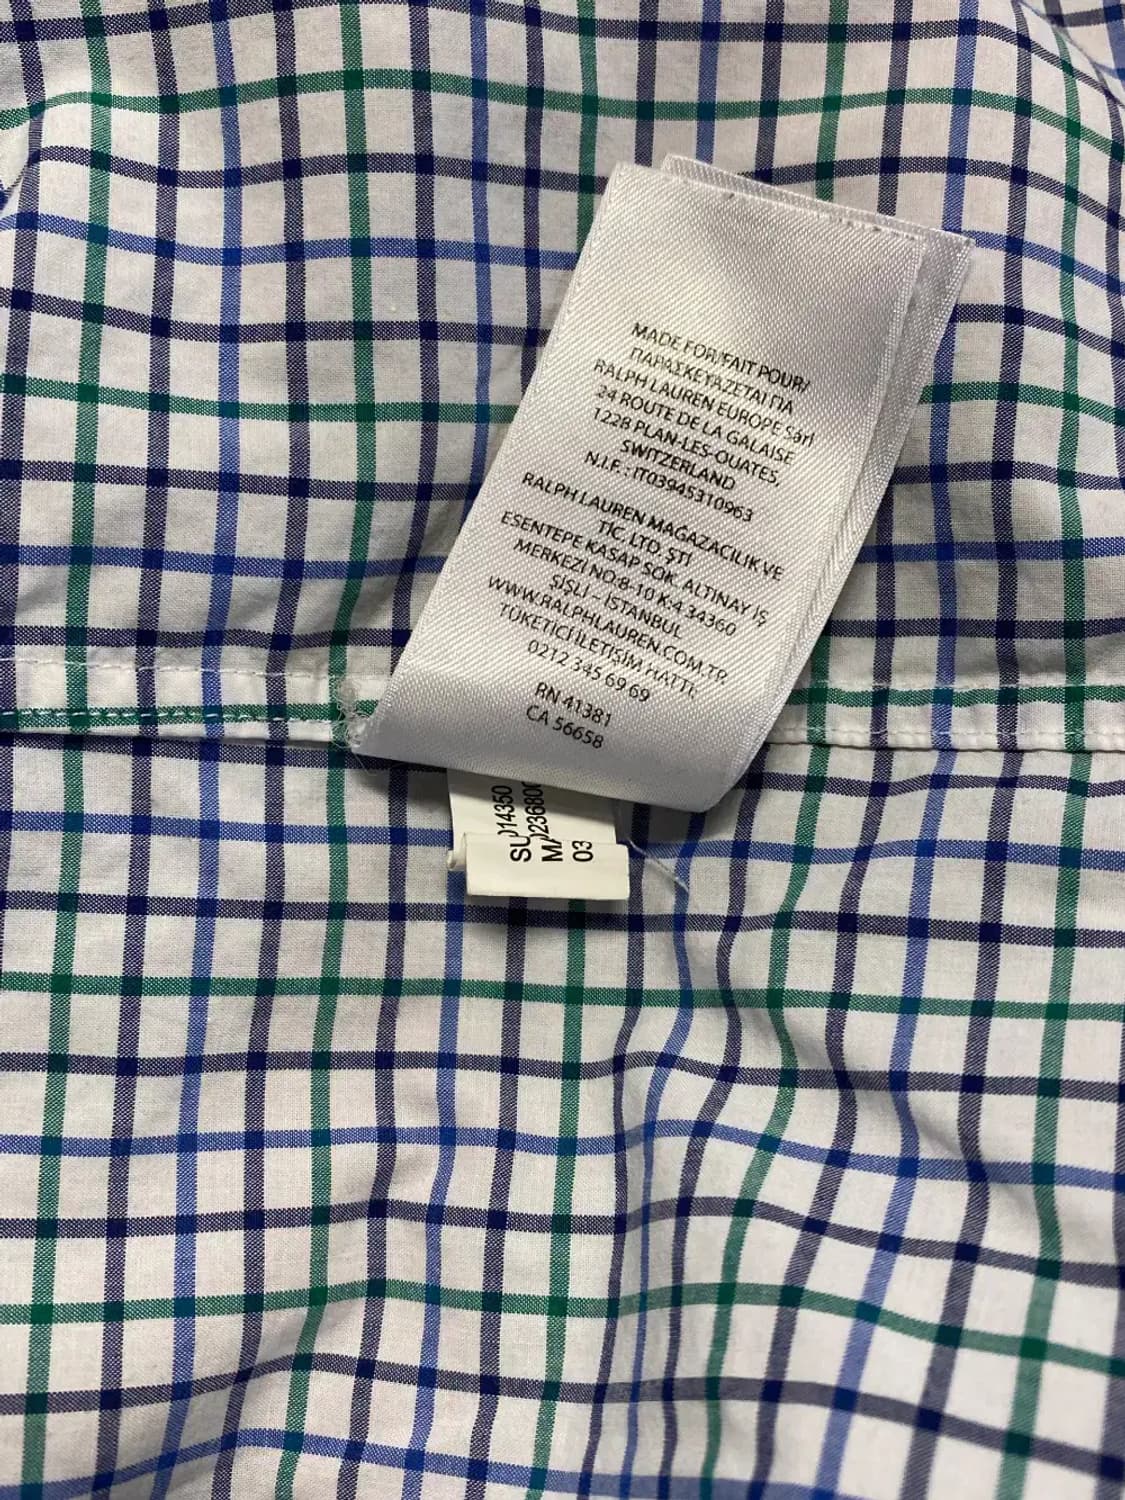 MADE FOR/FAIT POUR/
ΠΑΡΑΣΚΕΥΑΖΕΤΑΙ ΓΙΑ
RALPH LAUREN EUROPE Sàrl
24 ROUTE DE LA GALAISE
1228 PLAN-LES-OUATES,
SWITZERLAND
N.I.F. : IT03945310963
RALPH LAUREN MAĞAZACILIK VE
TİC. LTD. ŞTİ
ESENTEPE KASAP SOK. ALTINAY İŞ
MERKEZİ NO:8-10 K:4 34360
ŞİŞLİ – İSTANBUL
WWW.RALPHLAUREN.COM.TR
TÜKETİCİ İLETİŞİM HATTI:
0212 345 69 69
RN 41381
CA 56658
SU 014350
03